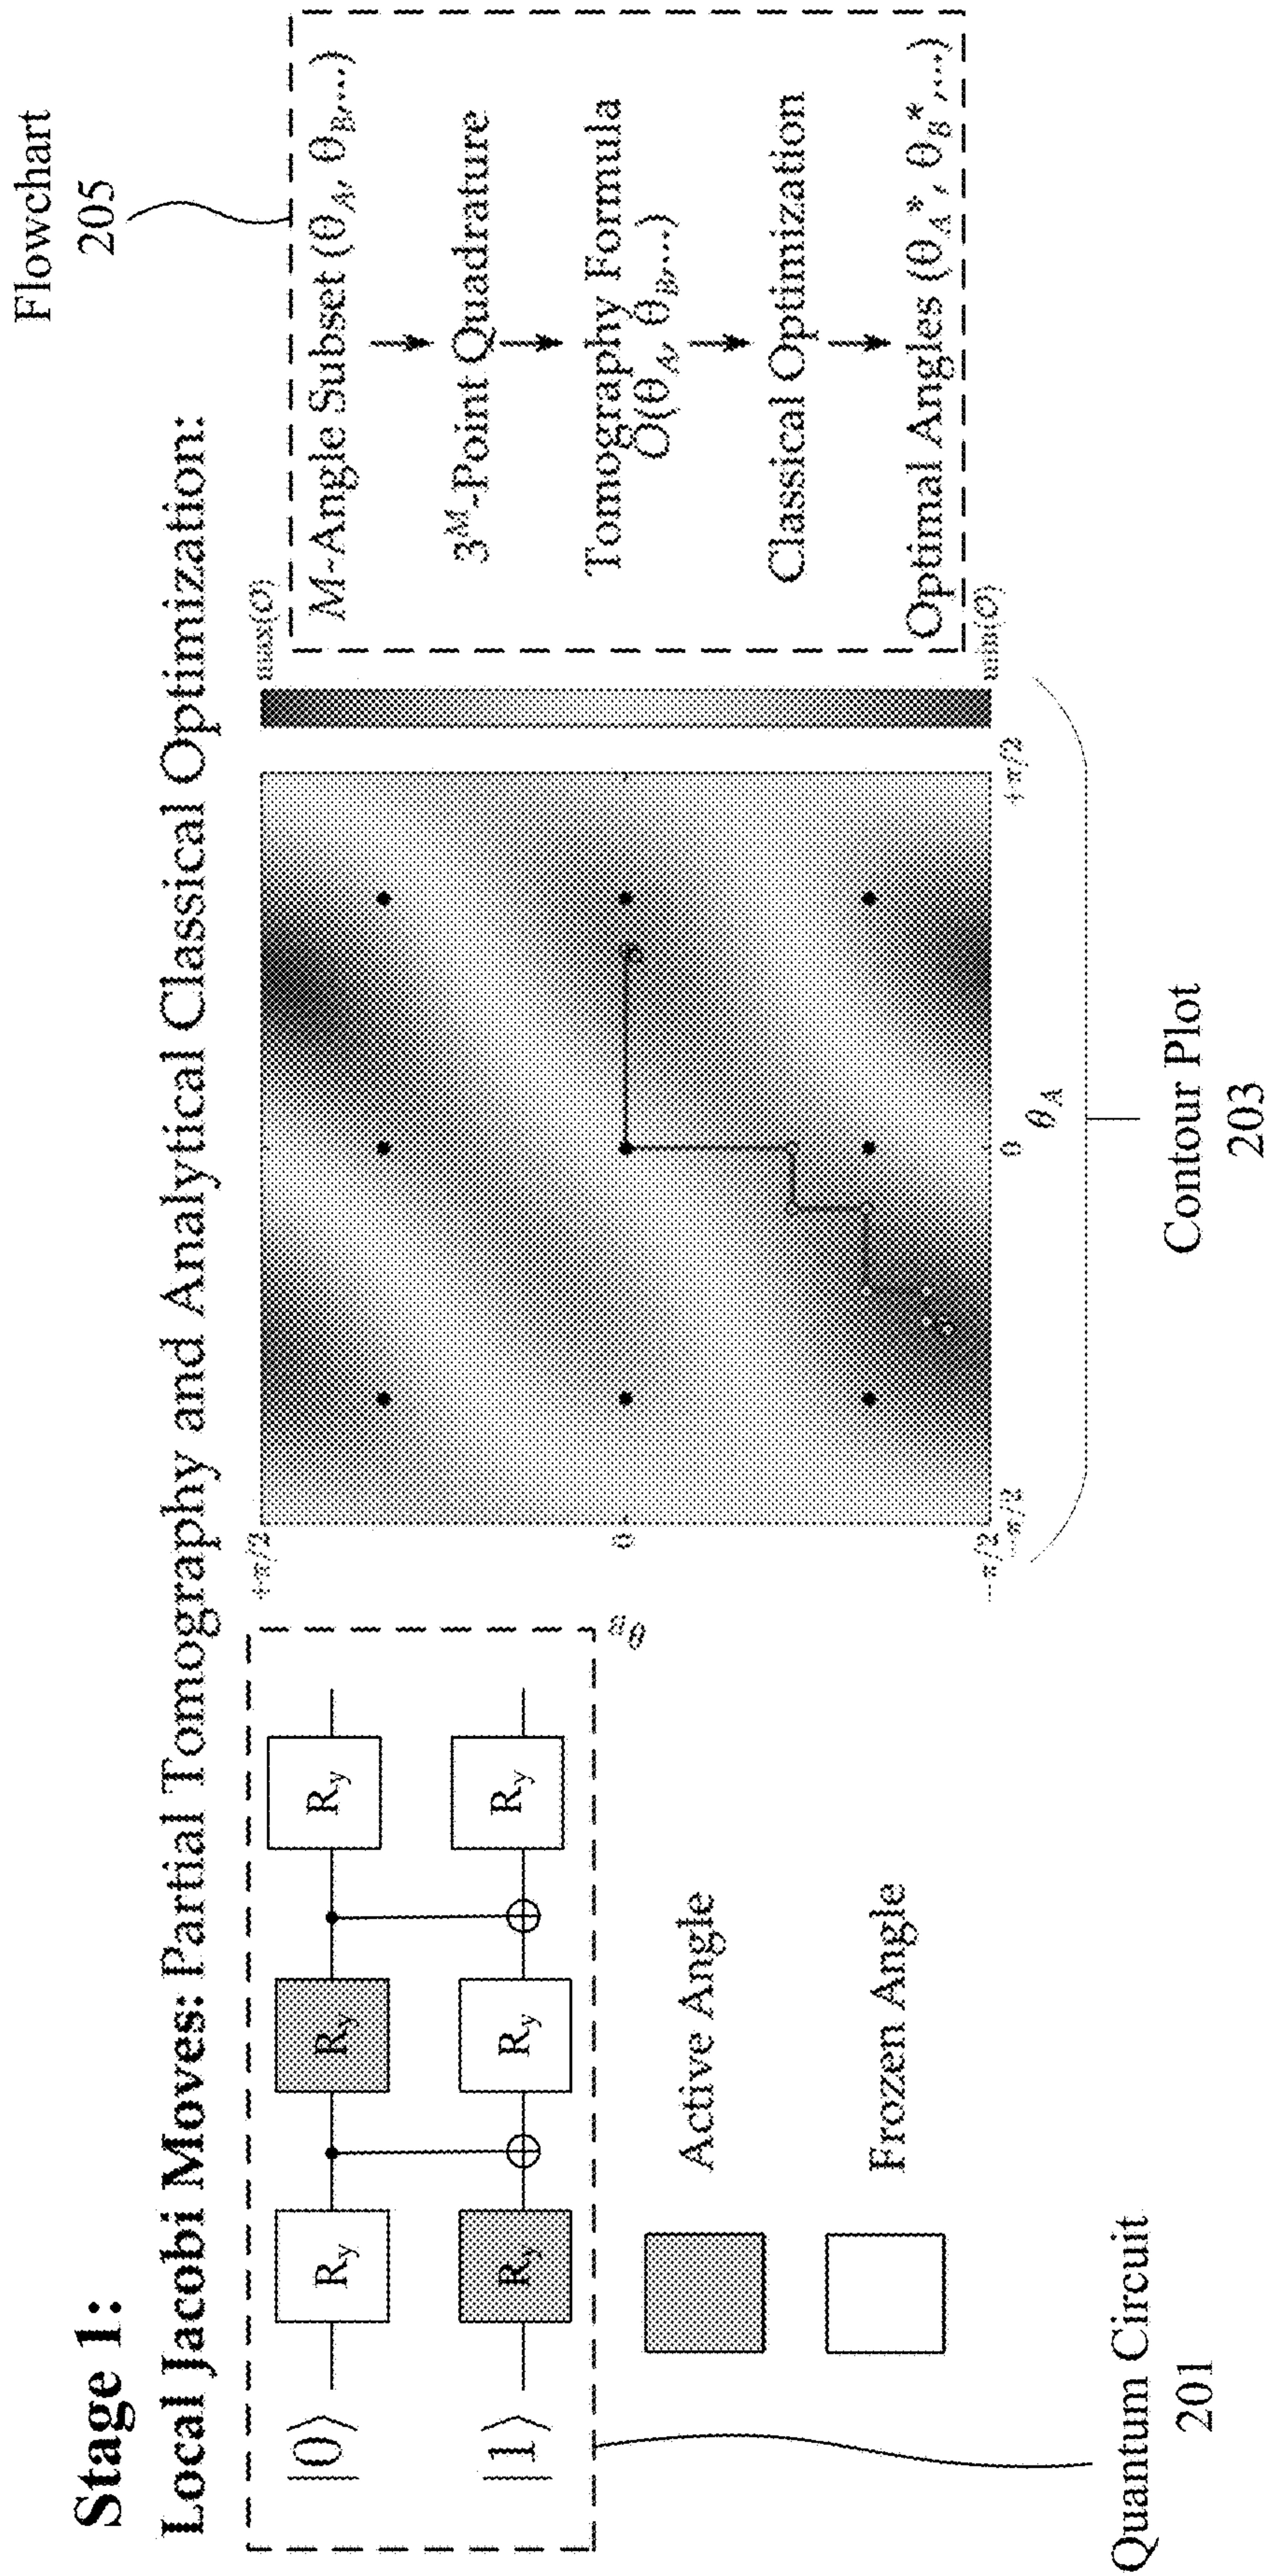 Stage 1:
Local Jacobi Moves: Partial Tomography and Analytical Classical Optimization:
|0⟩
R_y
R_y
R_y
|1⟩
R_y
R_y
R_y
Active Angle
Frozen Angle
Quantum Circuit
201
+π/2
0
−π/2
θ_B
−π/2
0
+π/2
θ_A
Contour Plot
203
max(O)
min(O)
Flowchart
205
M-Angle Subset (θ_A, θ_B,...)
3^M-Point Quadrature
Tomography Formula
O(θ_A, θ_B,...)
Classical Optimization
Optimal Angles (θ_A*, θ_B*,...)